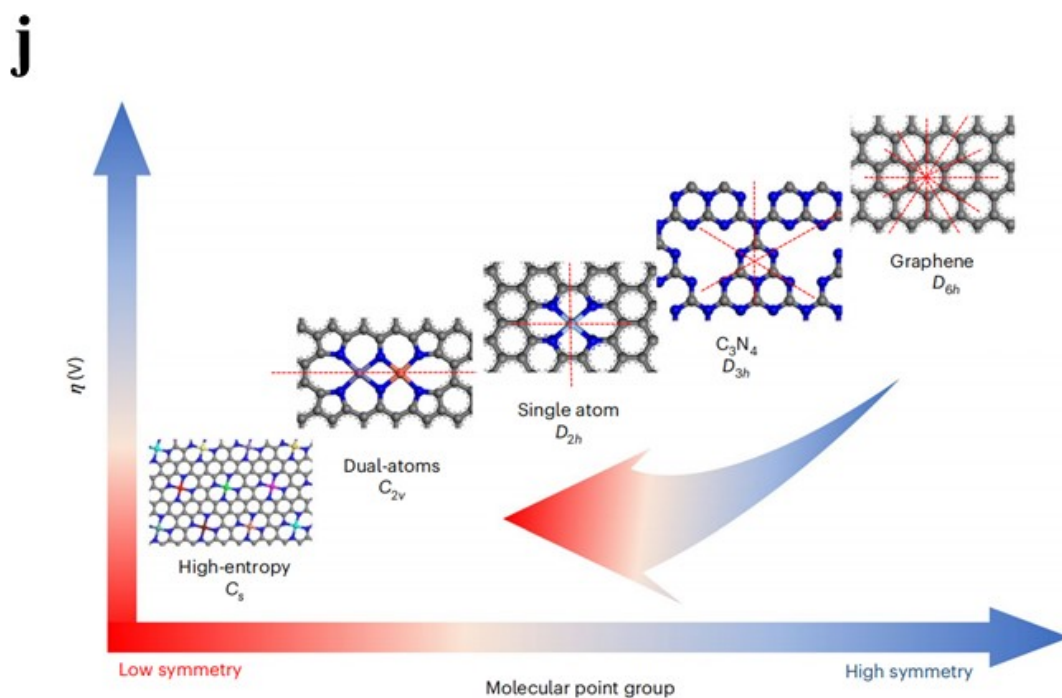 j
η (V)
Graphene
D₆ₕ
C₃N₄
D₃ₕ
Single atom
D₂ₕ
Dual-atoms
C₂ᵥ
High-entropy
Cₛ
Low symmetry
High symmetry
Molecular point group